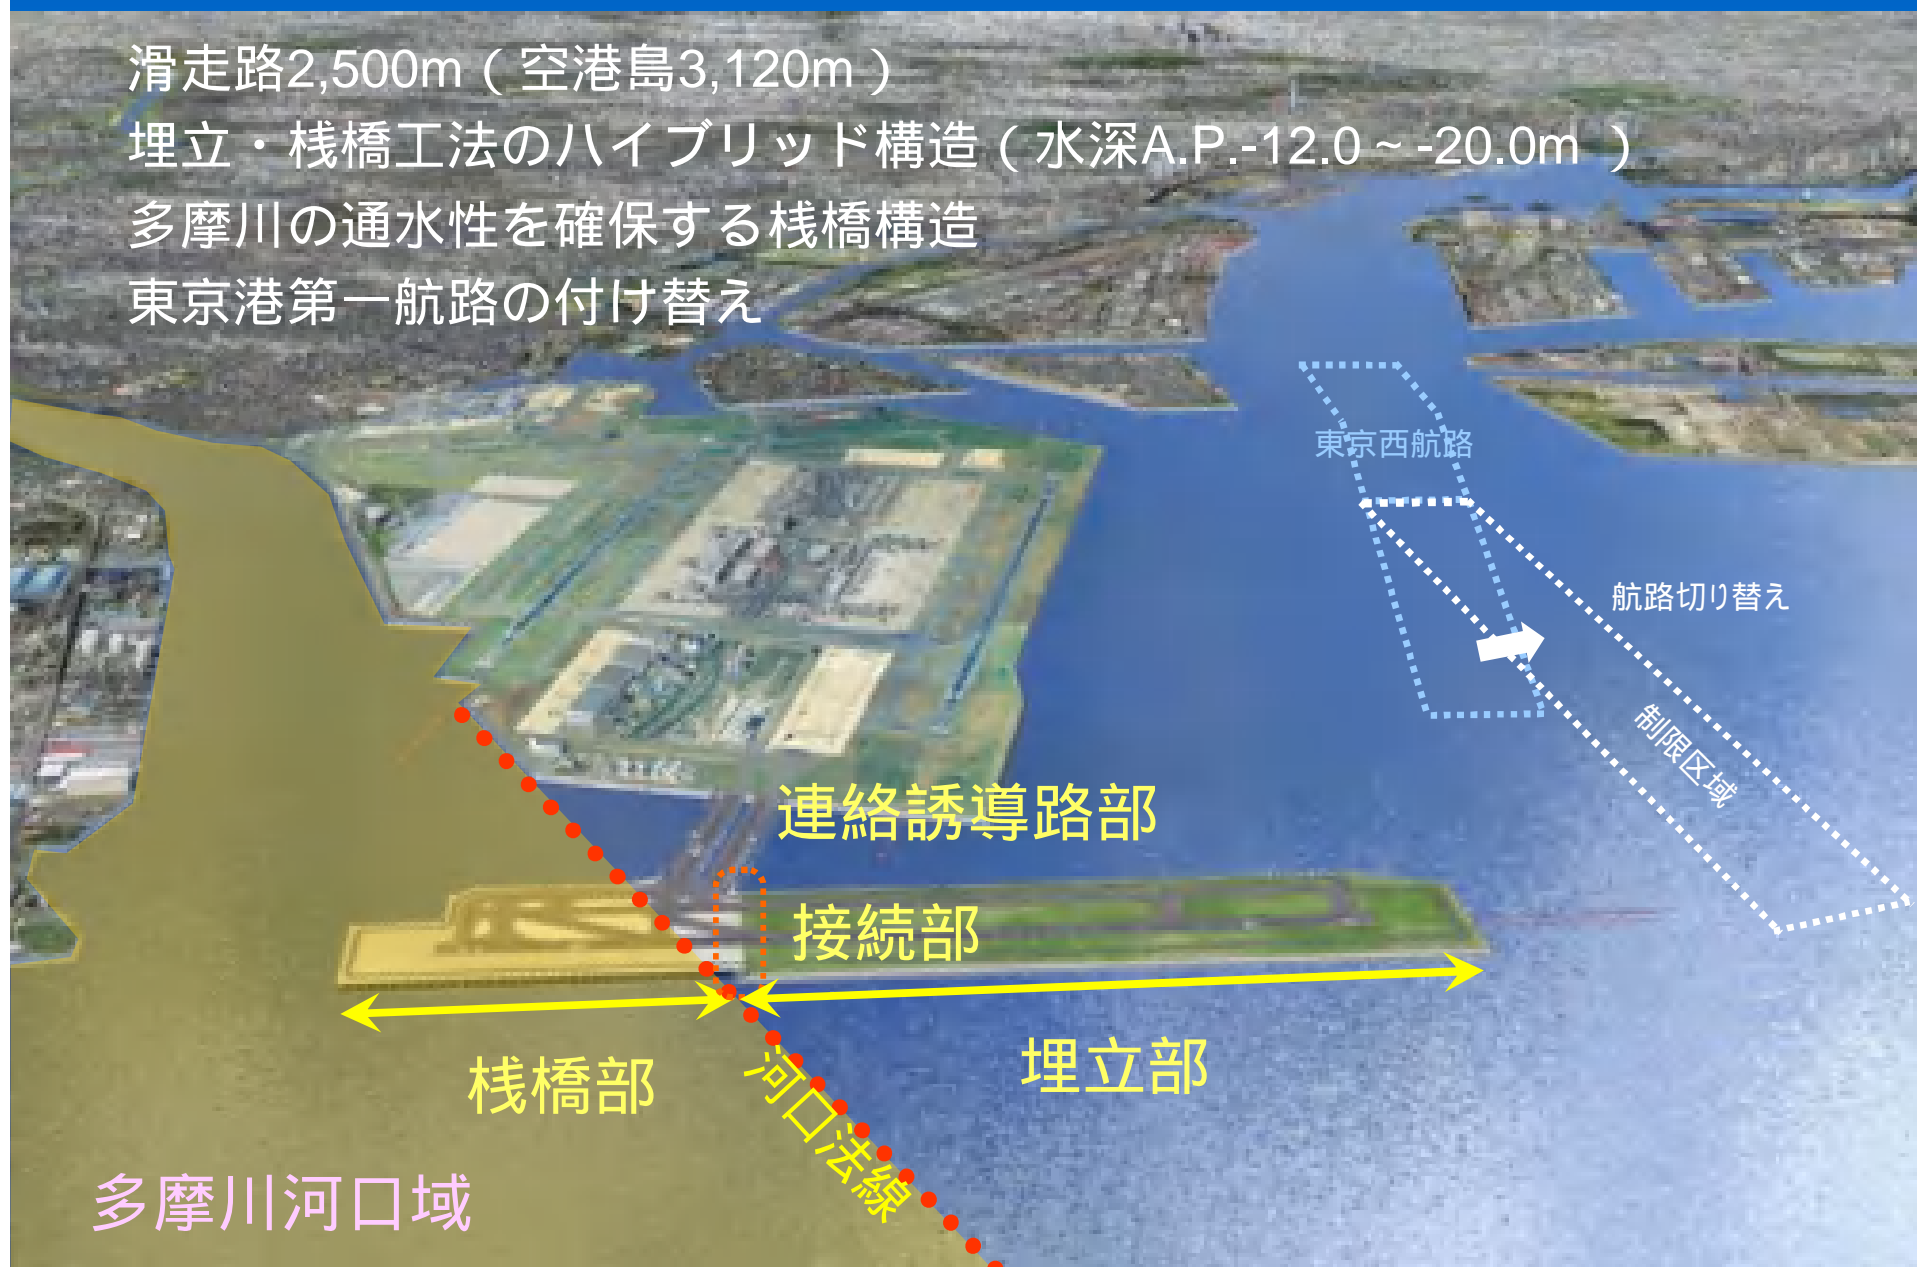 滑走路2,500m（空港島3,120m）
埋立・桟橋工法のハイブリッド構造（水深A.P.-12.0～-20.0m ）
多摩川の通水性を確保する桟橋構造
東京港第一航路の付け替え
東京西航路
航路切り替え
制限区域
連絡誘導路部
接続部
桟橋部
河口法線
埋立部
多摩川河口域